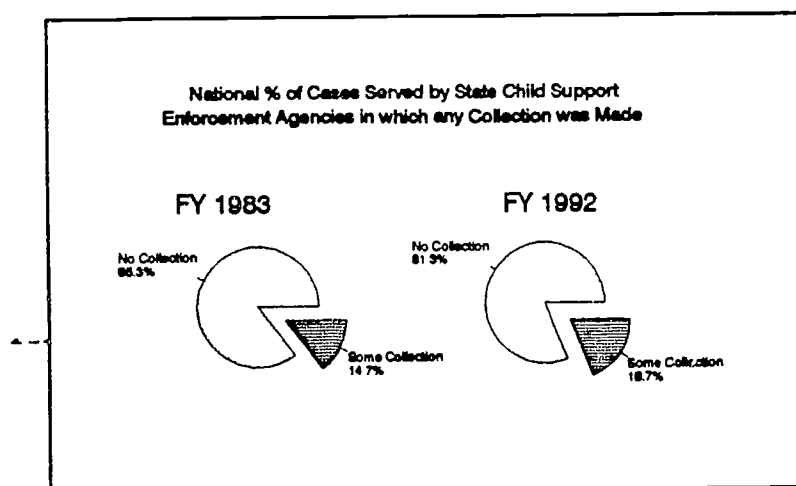 National % of Cases Served by State Child Support
Enforcement Agencies in which any Collection was Made
FY 1983
No Collection
85.3%
Some Collection
14.7%
FY 1992
No Collection
81.3%
Some Collection
18.7%